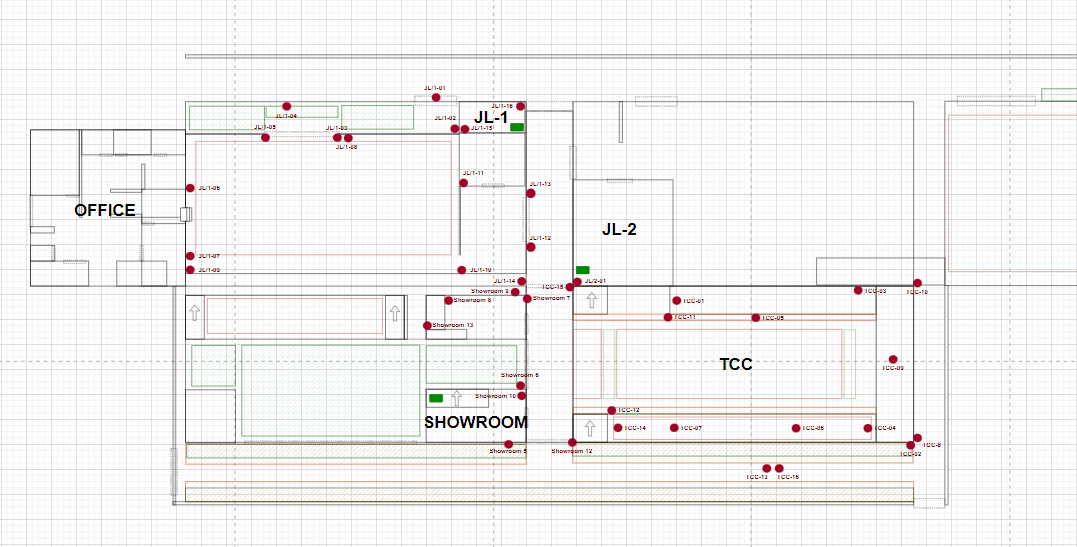 JL/1-01
JL/1-16
JL/1-04
JL-1
JL/1-02
JL/1-15
JL/1-05
JL/1-03
JL/1-08
JL/1-11
JL/1-13
JL/1-06
OFFICE
JL-2
JL/1-12
JL/1-07
JL/1-09
JL/1-10
JL/1-14
JL/2-01
TCC-15
TCC-03
TCC-10
Showroom 9
Showroom 8
Showroom 7
TCC-01
TCC-11
TCC-05
Showroom 13
TCC
TCC-09
Showroom 6
Showroom 10
TCC-12
SHOWROOM
TCC-14
TCC-07
TCC-06
TCC-04
TCC-8
Showroom 5
Showroom 12
TCC-02
TCC-13
TCC-16